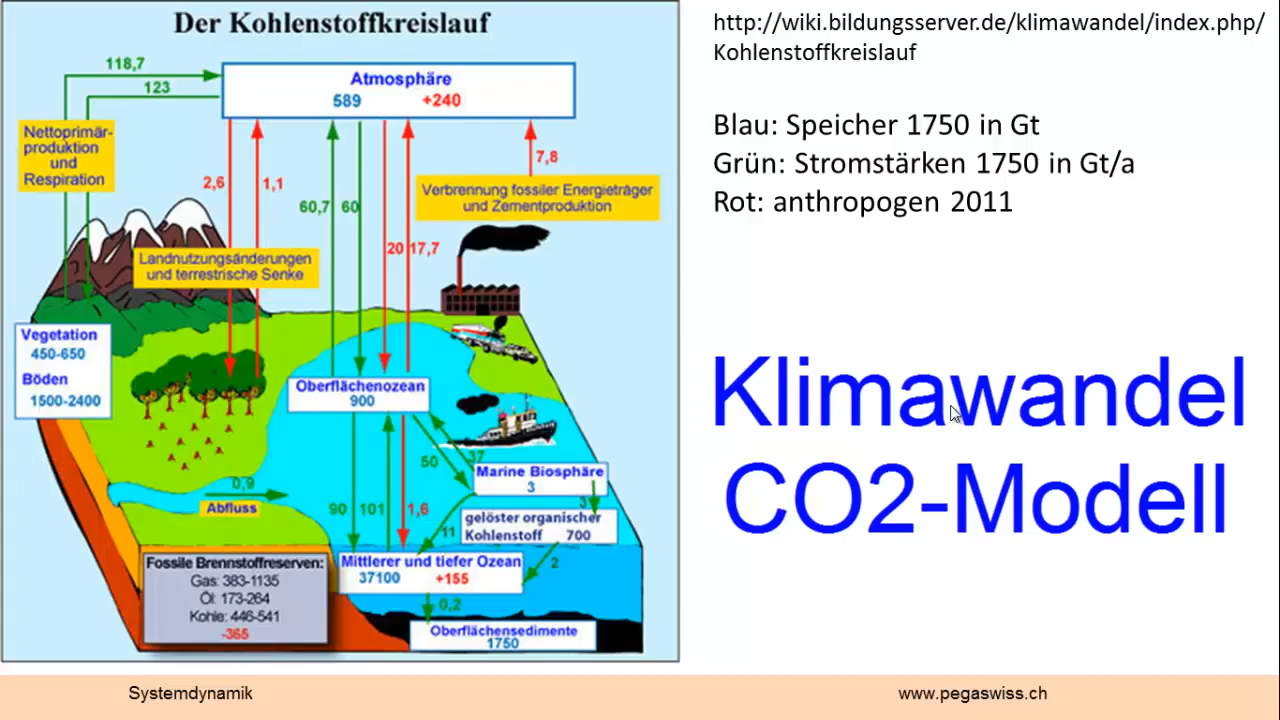 Der Kohlenstoffkreislauf
118,7
123
Atmosphäre
589 +240
Nettoprimär-
produktion
und
Respiration
2,6
1,1
60,7
60
20
17,7
7,8
Verbrennung fossiler Energieträger
und Zementproduktion
Landnutzungsänderungen
und terrestrische Senke
Vegetation
450-650
Böden
1500-2400
Oberflächenozean
900
50
37
Marine Biosphäre
3
3
0,9
Abfluss
90
101
1,6
11
gelöster organischer
Kohlenstoff 700
2
Mittlerer und tiefer Ozean
37100 +155
0,2
Oberflächensedimente
1750
Fossile Brennstoffreserven:
Gas: 383-1135
Öl: 173-264
Kohle: 446-541
-365
http://wiki.bildungsserver.de/klimawandel/index.php/
Kohlenstoffkreislauf
Blau: Speicher 1750 in Gt
Grün: Stromstärken 1750 in Gt/a
Rot: anthropogen 2011
Klimawandel
CO2-Modell
Systemdynamik
www.pegaswiss.ch